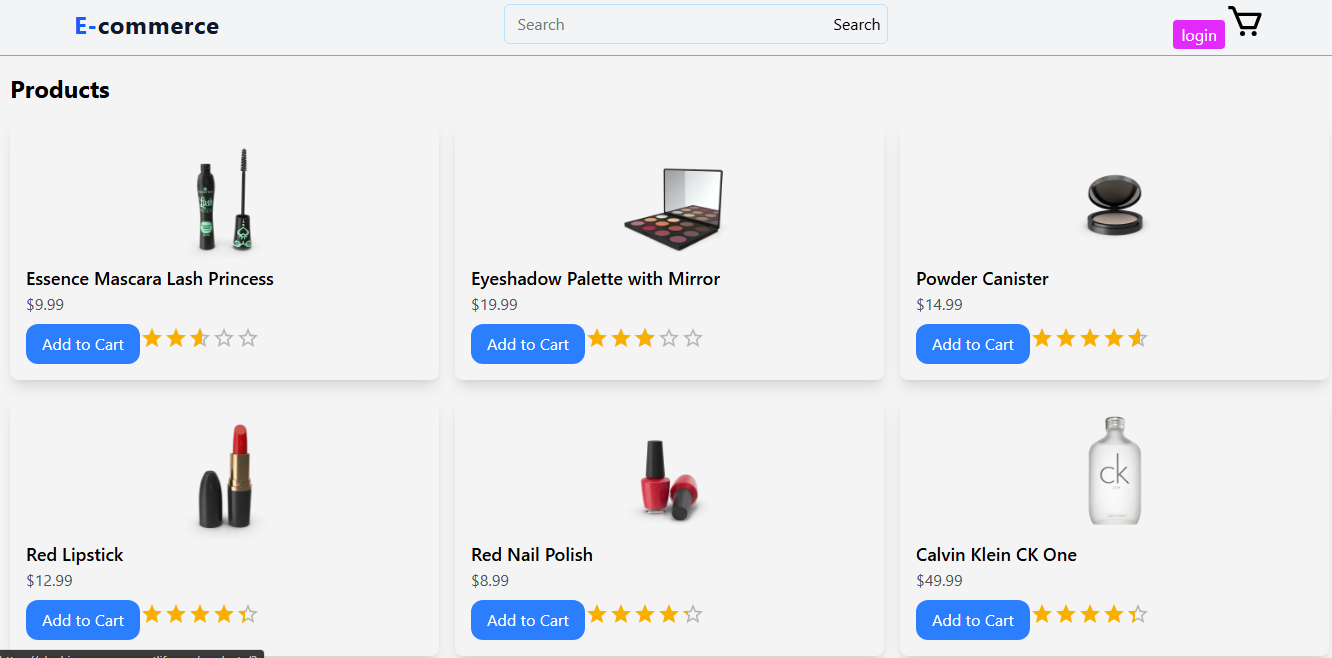 E-commerce
Search Search
login
Products
Essence Mascara Lash Princess
$9.99
Add to Cart
Eyeshadow Palette with Mirror
$19.99
Add to Cart
Powder Canister
$14.99
Add to Cart
Red Lipstick
$12.99
Add to Cart
Red Nail Polish
$8.99
Add to Cart
ck
Calvin Klein CK One
$49.99
Add to Cart